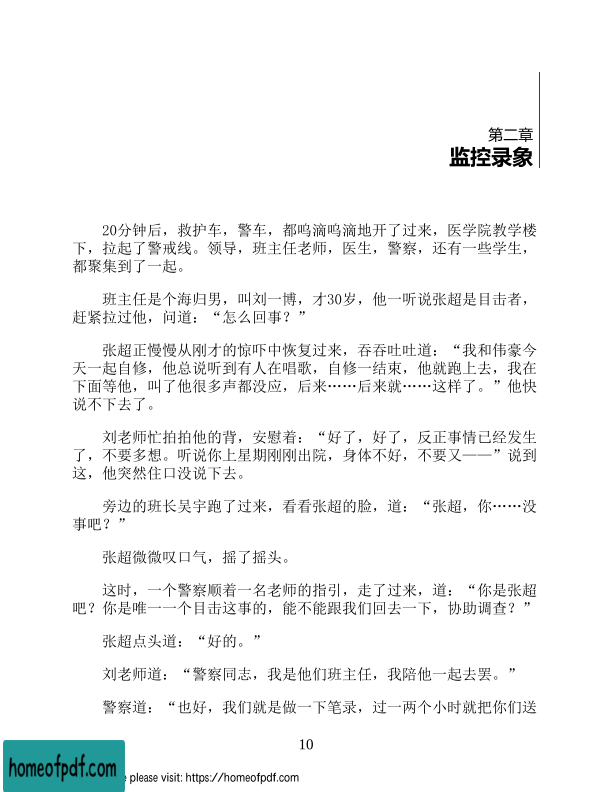 第二章
监控录象
20分钟后，救护车，警车，都鸣滴呜滴地开了过来，医学院教学楼
下，拉起了警戒线。领导，班主任老师，医生，警察，还有一些学生，
都聚集到了一起。
班主任是个海归男，叫刘一博，才30岁，他一听说张超是目击者，
赶紧拉过他，问道：“怎么回事？”
张超正慢慢从刚才的惊吓中恢复过来，吞吞吐吐道：“我和伟豪今
天一起自修，他总说听到有人在唱歌，自修一结束，他就跑上去，我在
下面等他，叫了他很多声都没应，后来……后来就……这样了。”他快
说不下去了。
刘老师忙拍拍他的背，安慰着：“好了，好了，反正事情已经发生
了，不要多想。听说你上星期刚刚出院，身体不好，不要又——”说到
这，他突然住口没说下去。
旁边的班长吴宇跑了过来，看看张超的脸，道：“张超，你……没
事吧？”
张超微微叹口气，摇了摇头。
这时，一个警察顺着一名老师的指引，走了过来，道：“你是张超
吧？你是唯一一个目击这事的，能不能跟我们回去一下，协助调查？”
张超点头道：“好的。”
刘老师道：“警察同志，我是他们班主任，我陪他一起去罢。”
警察道：“也好，我们就是做一下笔录，过一两个小时就把你们送
10
homeofpdf.com
e please visit: https://homeofpdf.com